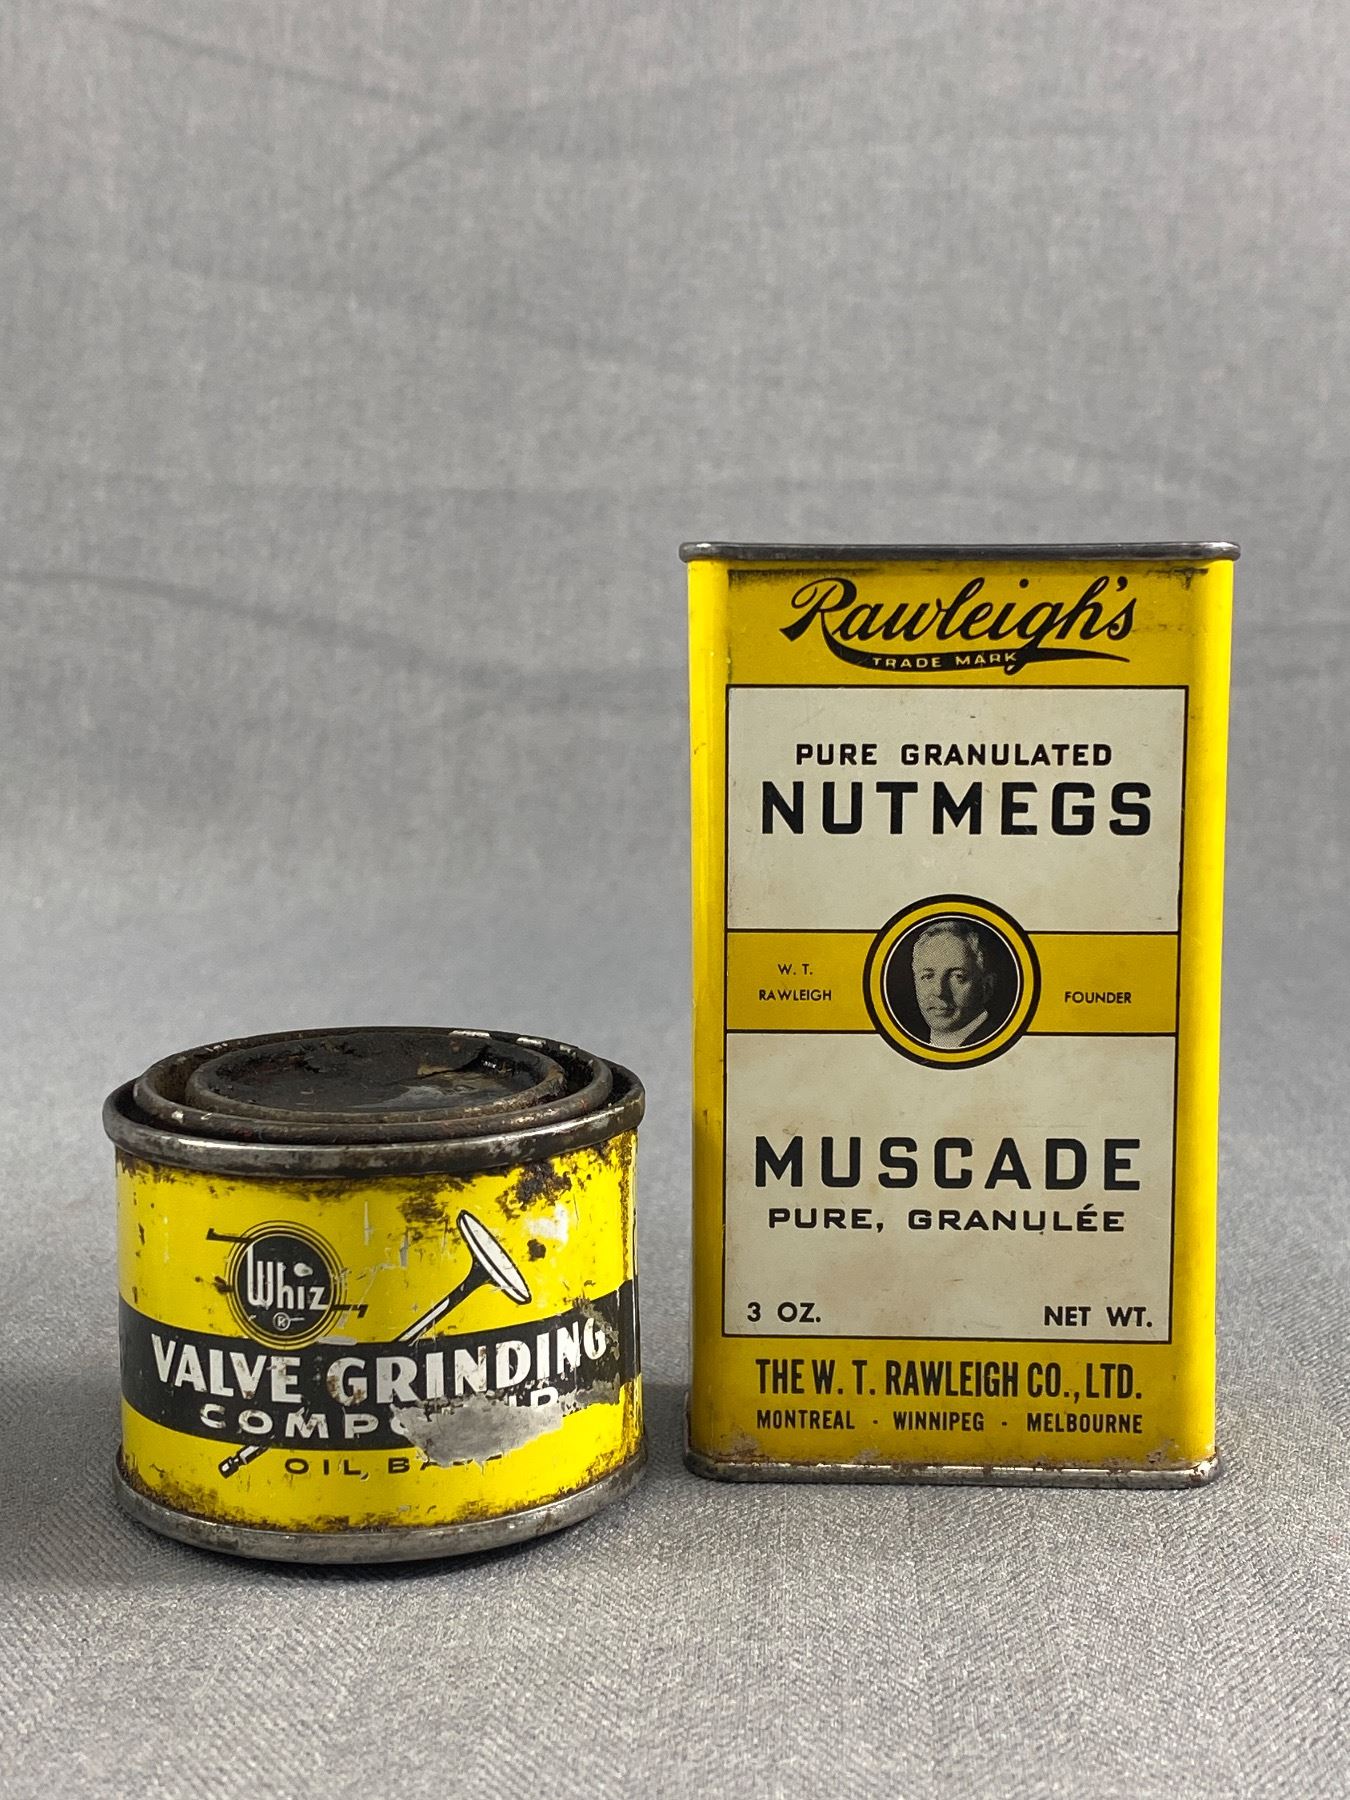 Whiz
®
VALVE GRINDING
OIL
Rawleigh's
TRADE MARK
PURE GRANULATED
NUTMEGS
W. T.
RAWLEIGH
FOUNDER
MUSCADE
PURE, GRANULÉE
3 OZ. NET WT.
THE W. T. RAWLEIGH CO., LTD.
MONTREAL · WINNIPEG · MELBOURNE